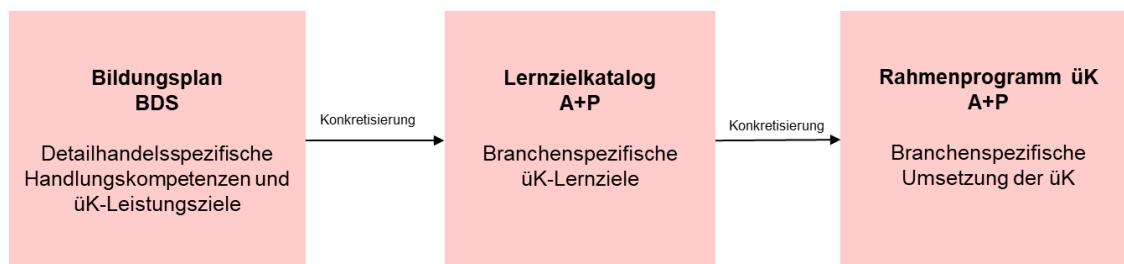 Bildungsplan
BDS
Detailhandelsspezifische
Handlungskompetenzen und
üK-Leistungsziele
Konkretisierung
Lernzielkatalog
A+P
Branchenspezifische
üK-Lernziele
Konkretisierung
Rahmenprogramm üK
A+P
Branchenspezifische
Umsetzung der üK